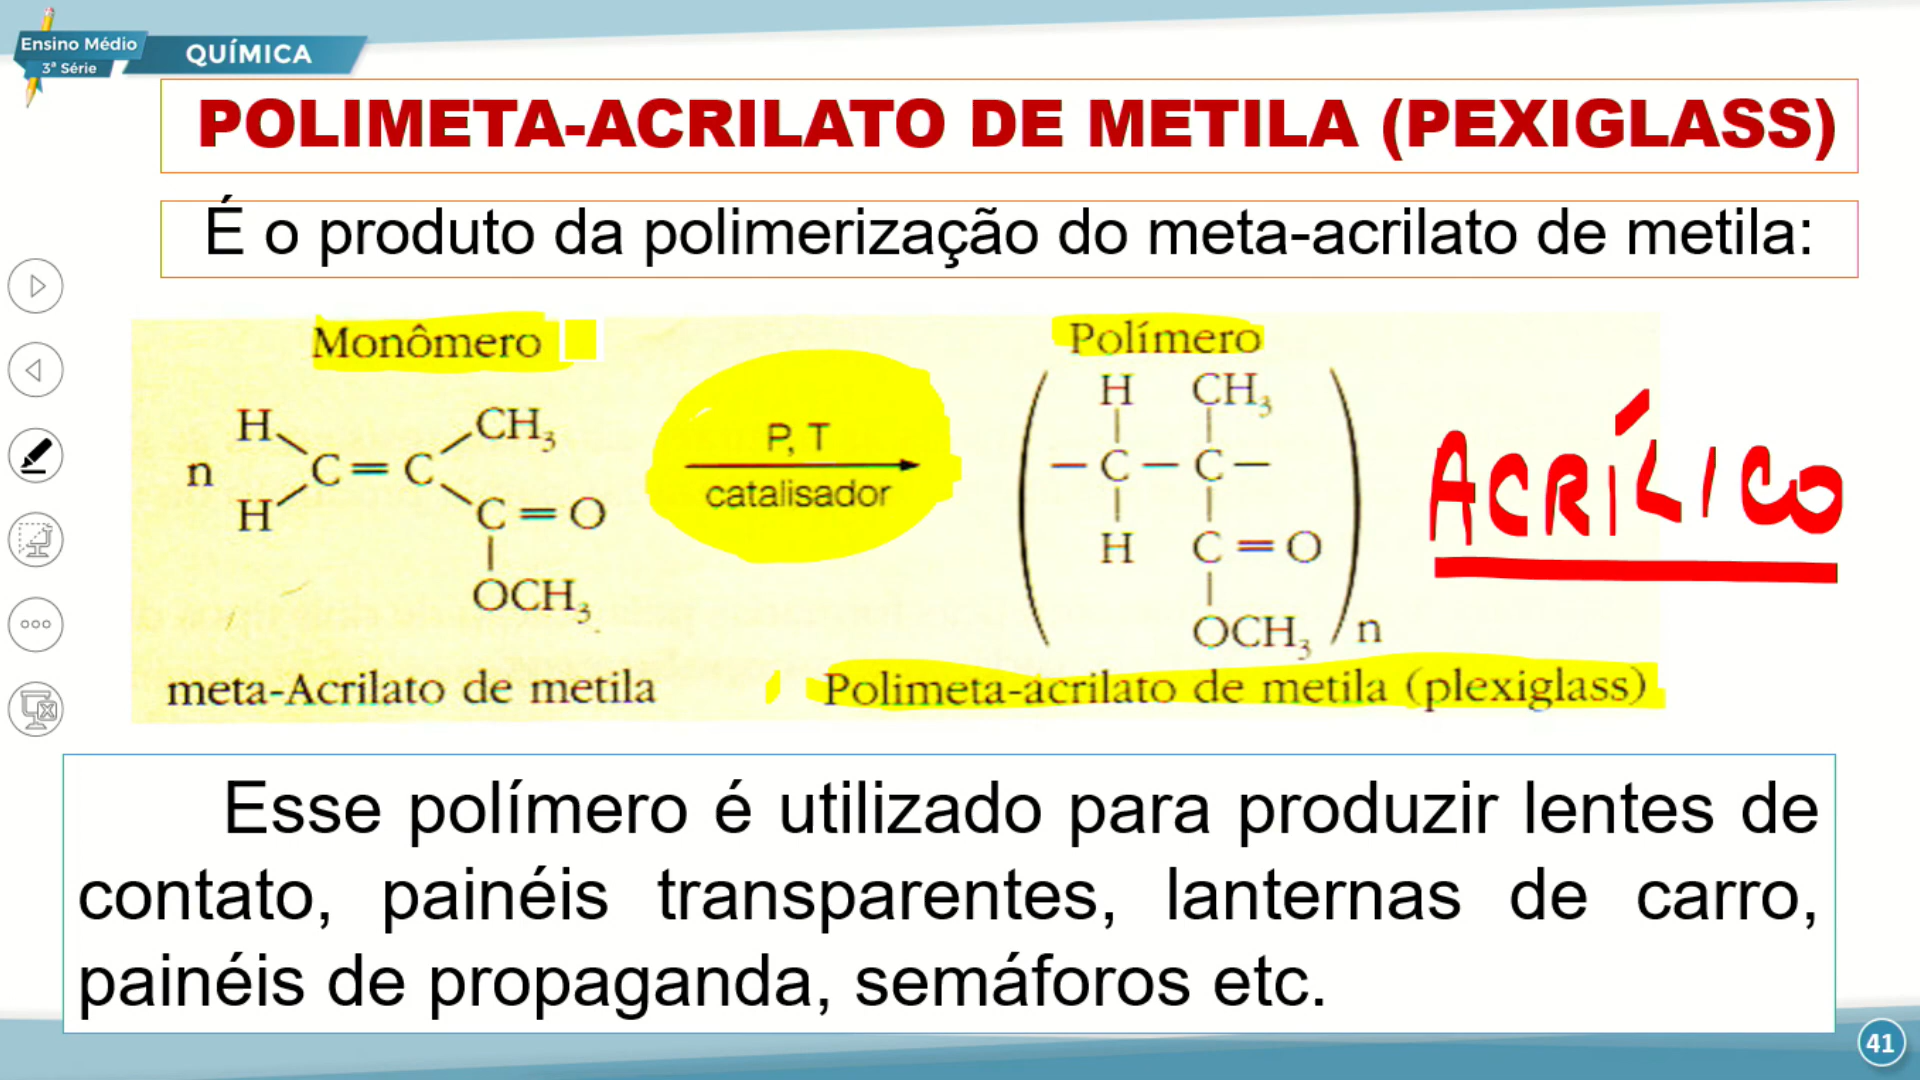 Ensino Médio
3ª Série
QUÍMICA
POLIMETA-ACRILATO DE METILA (PEXIGLASS)
É o produto da polimerização do meta-acrilato de metila:
Monômero
Polímero
H CH₃
n C=C
H C=O
OCH₃
P, T
catalisador
H CH₃
—C—C—
H C=O
OCH₃ n
ACRÍLICO
meta-Acrilato de metila
Polimeta-acrilato de metila (plexiglass)
Esse polímero é utilizado para produzir lentes de
contato, painéis transparentes, lanternas de carro,
painéis de propaganda, semáforos etc.
41